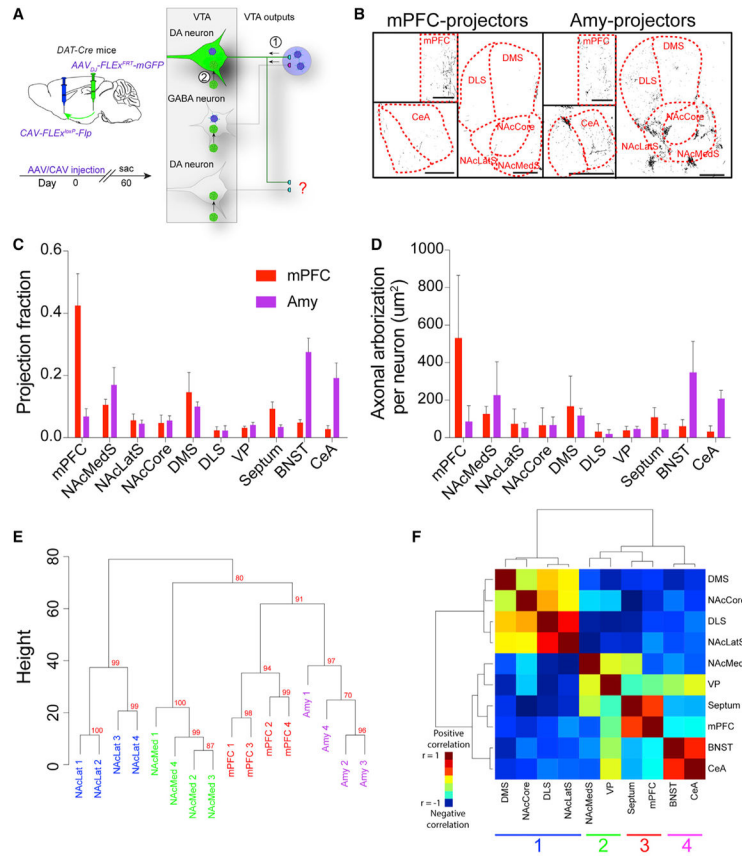 A
DAT-Cre mice
AAVDJ-FLExFRT-mGFP
CAV-FLExloxP-Flp
AAV/CAV injection
sac
Day 0 60
VTA
VTA outputs
DA neuron
1
2
GABA neuron
DA neuron
?
B
mPFC-projectors
Amy-projectors
mPFC
DMS
DLS
CeA
NAcCore
NAcLatS
NAcMedS
mPFC
DMS
DLS
CeA
NAcCore
NAcLatS
NAcMedS
C
Projection fraction
0.6
0.4
0.2
0.0
mPFC
Amy
mPFC
NAcMedS
NAcLatS
NAcCore
DMS
DLS
VP
Septum
BNST
CeA
D
Axonal arborization
per neuron (um2)
1000
800
600
400
200
0
mPFC
NAcMedS
NAcLatS
NAcCore
DMS
DLS
VP
Septum
BNST
CeA
E
Height
80
60
40
20
0
80
91
99
100
99
100
99
87
94
98
99
97
70
98
NAcLat 1
NAcLat 2
NAcLat 3
NAcLat 4
NAcMed 1
NAcMed 4
NAcMed 2
NAcMed 3
mPFC 1
mPFC 3
mPFC 2
mPFC 4
Amy 1
Amy 4
Amy 2
Amy 3
F
DMS
NAcCore
DLS
NAcLatS
NAcMed
VP
Septum
mPFC
BNST
CeA
Positive
correlation
r = 1
r = -1
Negative
correlation
DMS
NAcCore
DLS
NAcLatS
NAcMedS
VP
Septum
mPFC
BNST
CeA
1 2 3 4